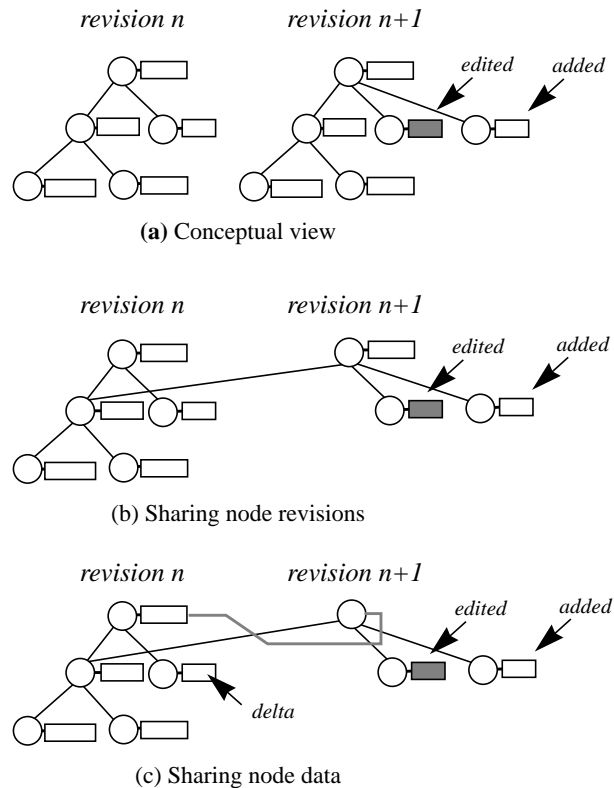 revision n
revision n+1
edited
added
(a) Conceptual view
revision n
revision n+1
edited
added
(b) Sharing node revisions
revision n
revision n+1
edited
added
delta
(c) Sharing node data